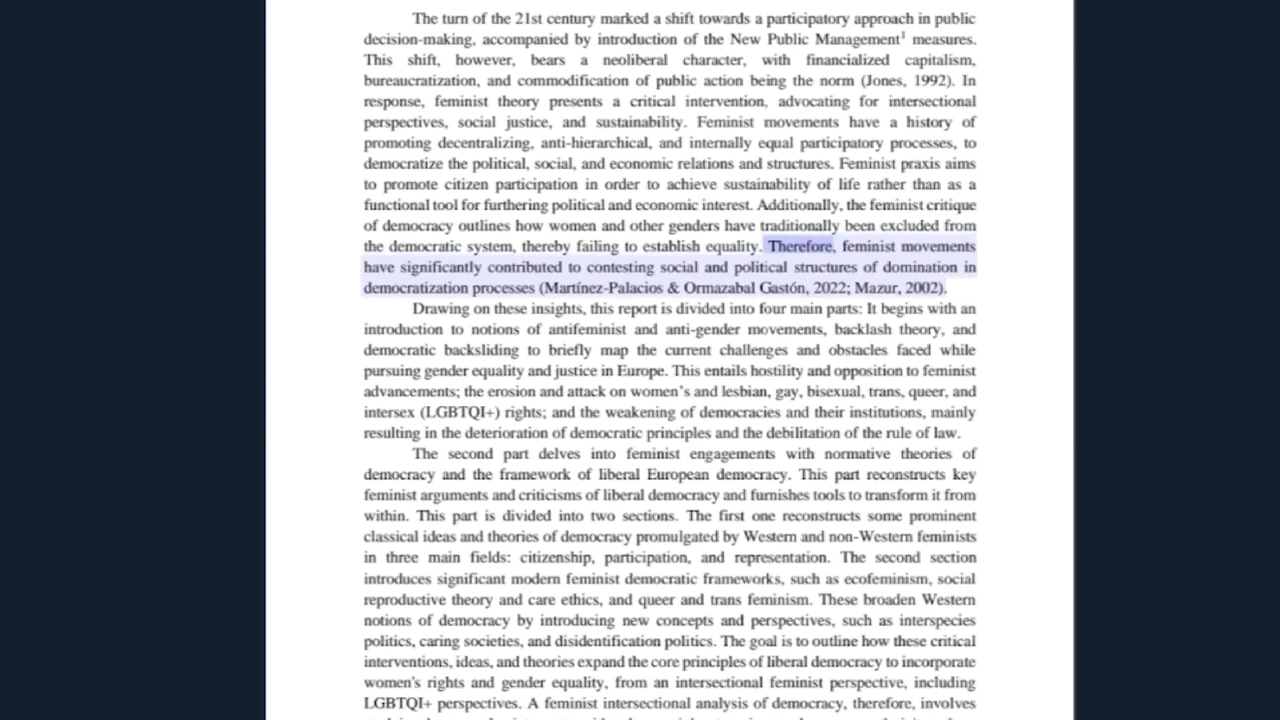 The turn of the 21st century marked a shift towards a participatory approach in public
decision-making, accompanied by introduction of the New Public Management¹ measures.
This shift, however, bears a neoliberal character, with financialized capitalism,
bureaucratization, and commodification of public action being the norm (Jones, 1992). In
response, feminist theory presents a critical intervention, advocating for intersectional
perspectives, social justice, and sustainability. Feminist movements have a history of
promoting decentralizing, anti-hierarchical, and internally equal participatory processes, to
democratize the political, social, and economic relations and structures. Feminist praxis aims
to promote citizen participation in order to achieve sustainability of life rather than as a
functional tool for furthering political and economic interest. Additionally, the feminist critique
of democracy outlines how women and other genders have traditionally been excluded from
the democratic system, thereby failing to establish equality. Therefore, feminist movements
have significantly contributed to contesting social and political structures of domination in
democratization processes (Martínez-Palacios & Ormazabal Gastón, 2022; Mazur, 2002).
Drawing on these insights, this report is divided into four main parts: It begins with an
introduction to notions of antifeminist and anti-gender movements, backlash theory, and
democratic backsliding to briefly map the current challenges and obstacles faced while
pursuing gender equality and justice in Europe. This entails hostility and opposition to feminist
advancements; the erosion and attack on women's and lesbian, gay, bisexual, trans, queer, and
intersex (LGBTQI+) rights; and the weakening of democracies and their institutions, mainly
resulting in the deterioration of democratic principles and the debilitation of the rule of law.
The second part delves into feminist engagements with normative theories of
democracy and the framework of liberal European democracy. This part reconstructs key
feminist arguments and criticisms of liberal democracy and furnishes tools to transform it from
within. This part is divided into two sections. The first one reconstructs some prominent
classical ideas and theories of democracy promulgated by Western and non-Western feminists
in three main fields: citizenship, participation, and representation. The second section
introduces significant modern feminist democratic frameworks, such as ecofeminism, social
reproductive theory and care ethics, and queer and trans feminism. These broaden Western
notions of democracy by introducing new concepts and perspectives, such as interspecies
politics, caring societies, and disidentification politics. The goal is to outline how these critical
interventions, ideas, and theories expand the core principles of liberal democracy to incorporate
women's rights and gender equality, from an intersectional feminist perspective, including
LGBTQI+ perspectives. A feminist intersectional analysis of democracy, therefore, involves